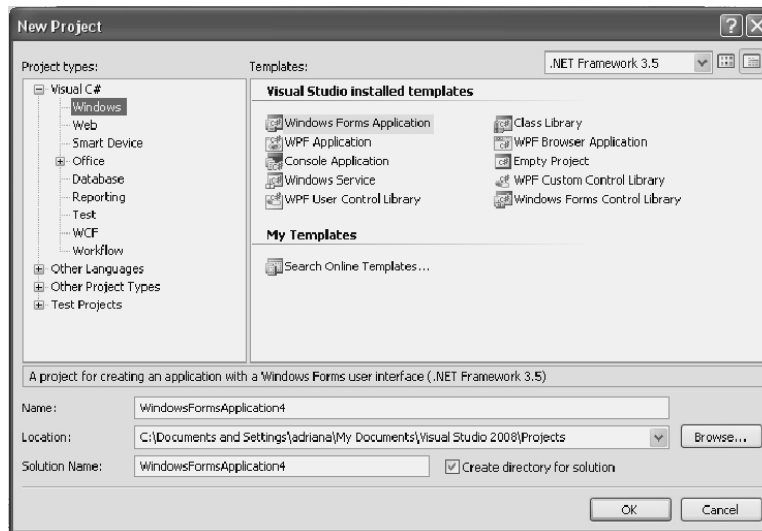 New Project
Project types:
Templates:
.NET Framework 3.5
Visual C#
Windows
Web
Smart Device
Office
Database
Reporting
Test
WCF
Workflow
Other Languages
Other Project Types
Test Projects
Visual Studio installed templates
Windows Forms Application
Class Library
WPF Application
WPF Browser Application
Console Application
Empty Project
Windows Service
WPF Custom Control Library
WPF User Control Library
Windows Forms Control Library
My Templates
Search Online Templates...
A project for creating an application with a Windows Forms user interface (.NET Framework 3.5)
Name:
WindowsFormsApplication4
Location:
C:\Documents and Settings\adriana\My Documents\Visual Studio 2008\Projects
Browse...
Solution Name:
WindowsFormsApplication4
Create directory for solution
OK
Cancel